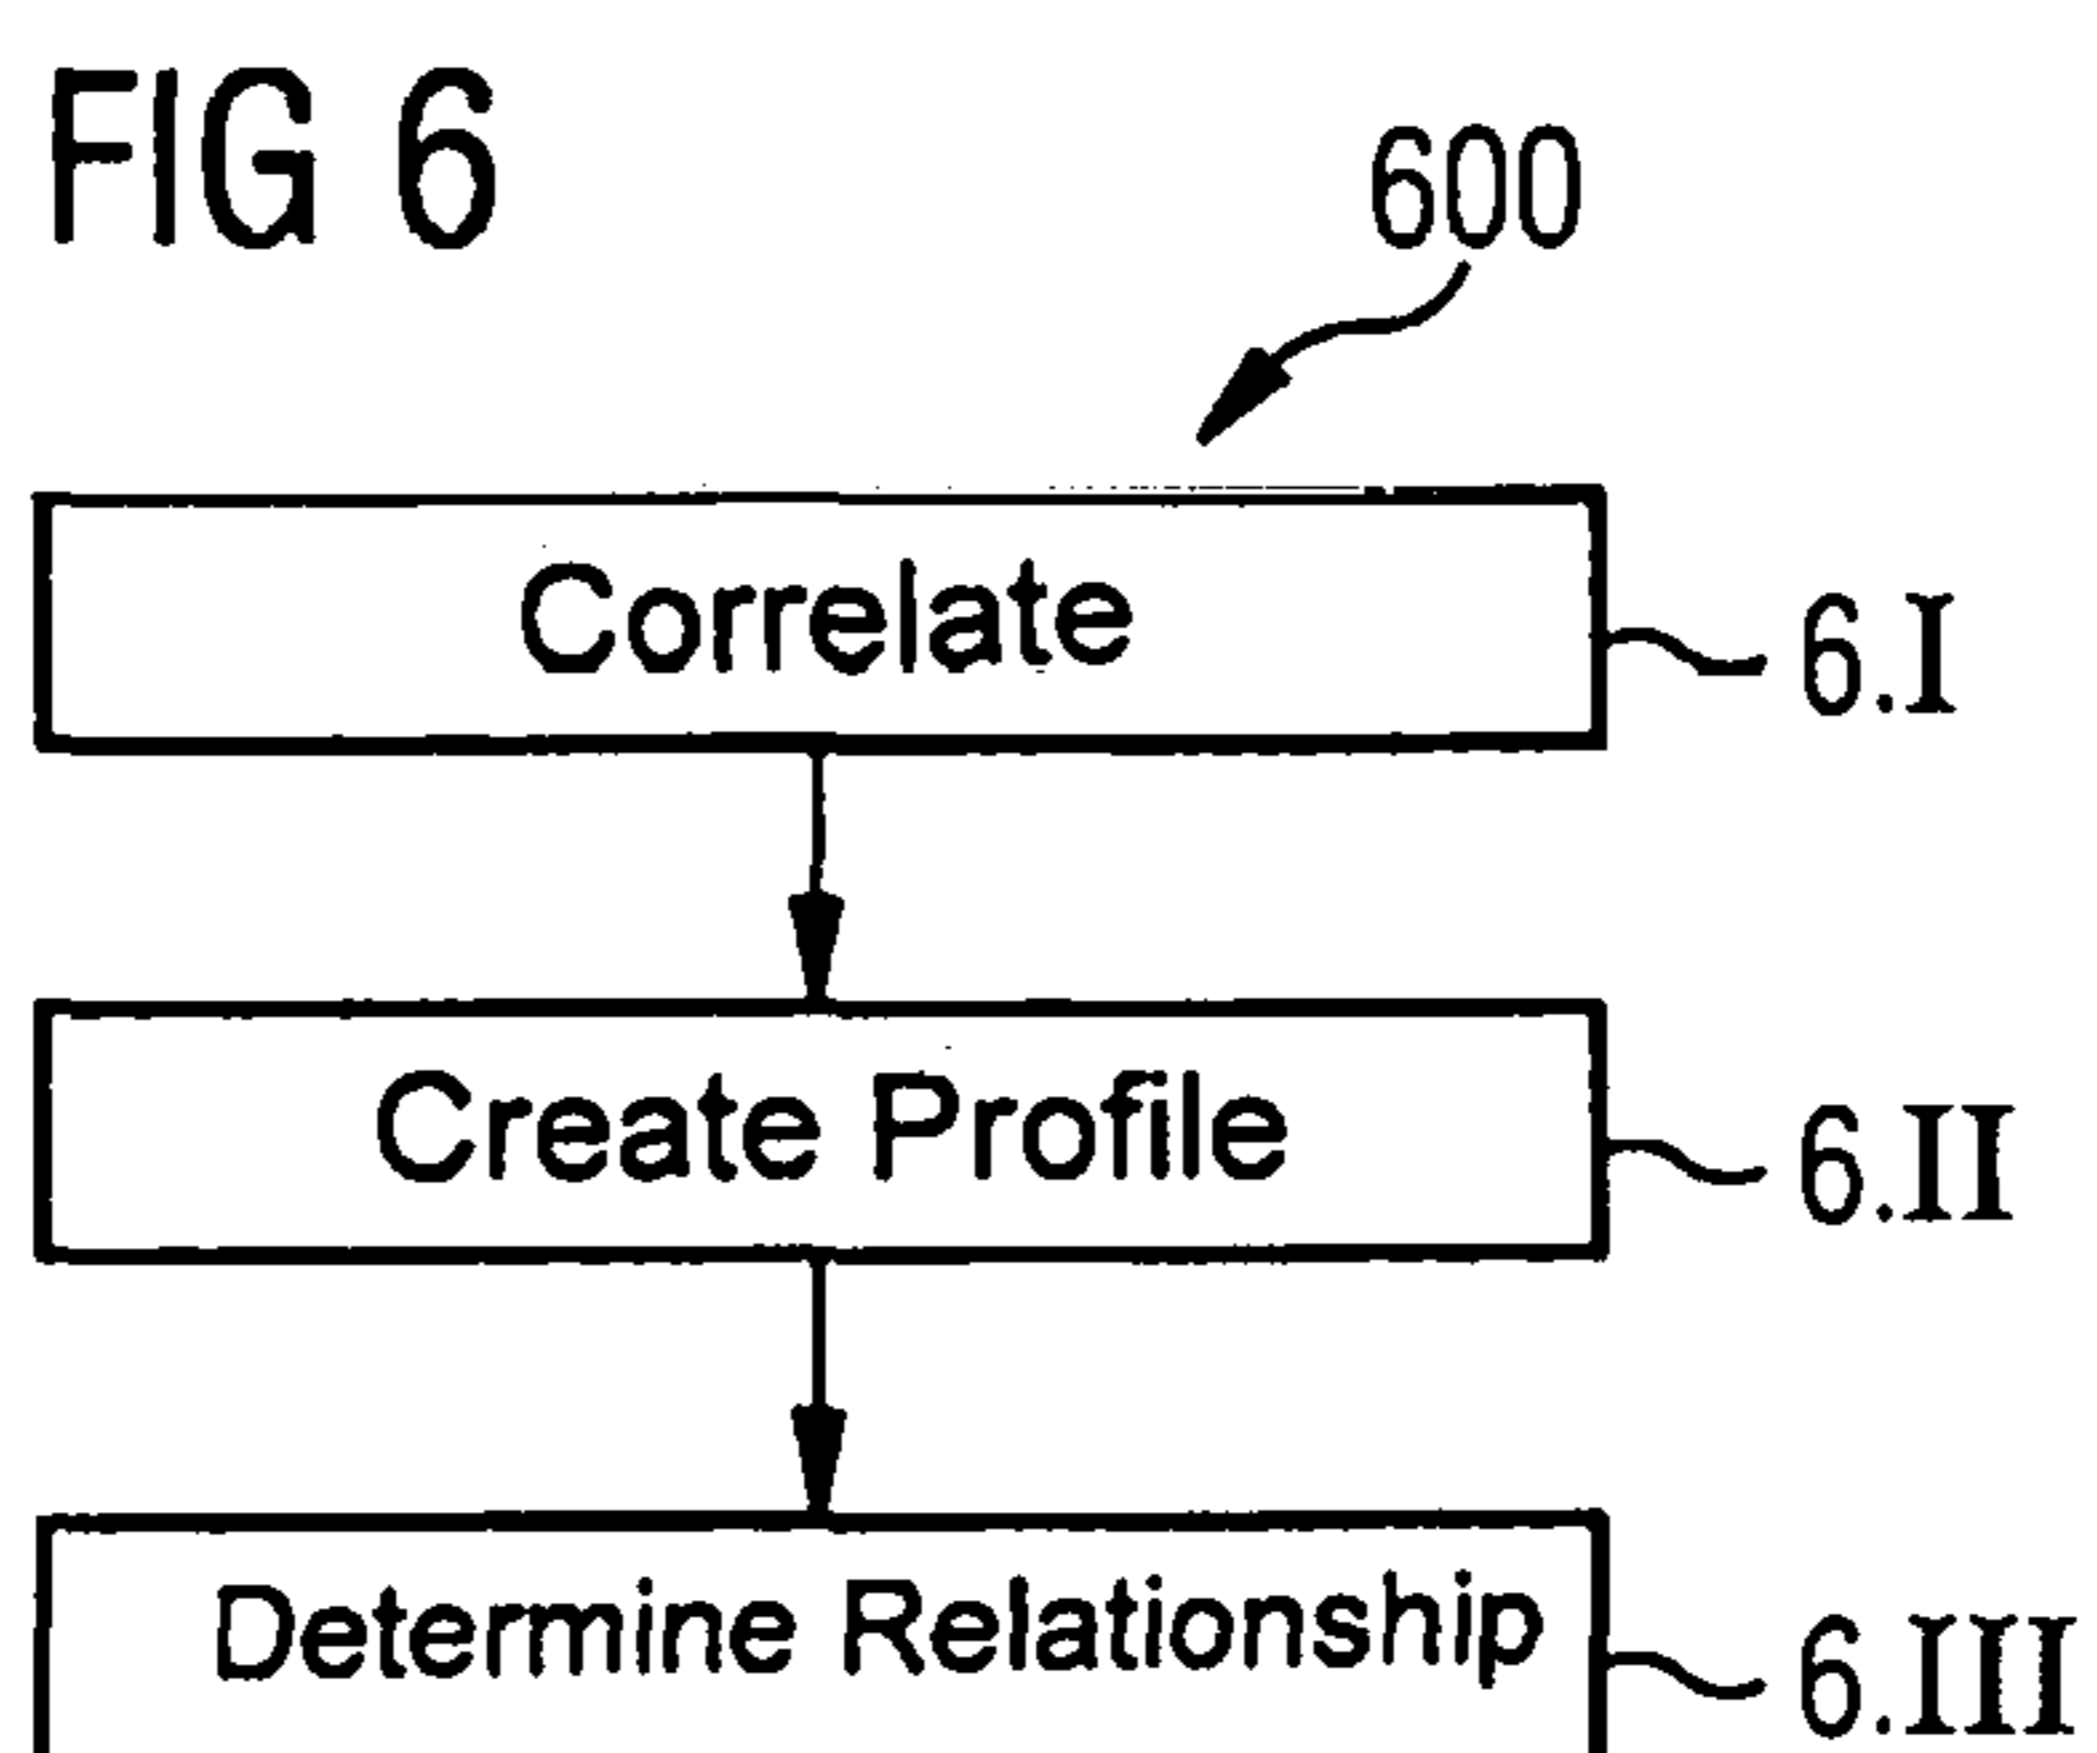 FIG 6
600
Correlate
6.I
Create Profile
6.II
Determine Relationship
6.III